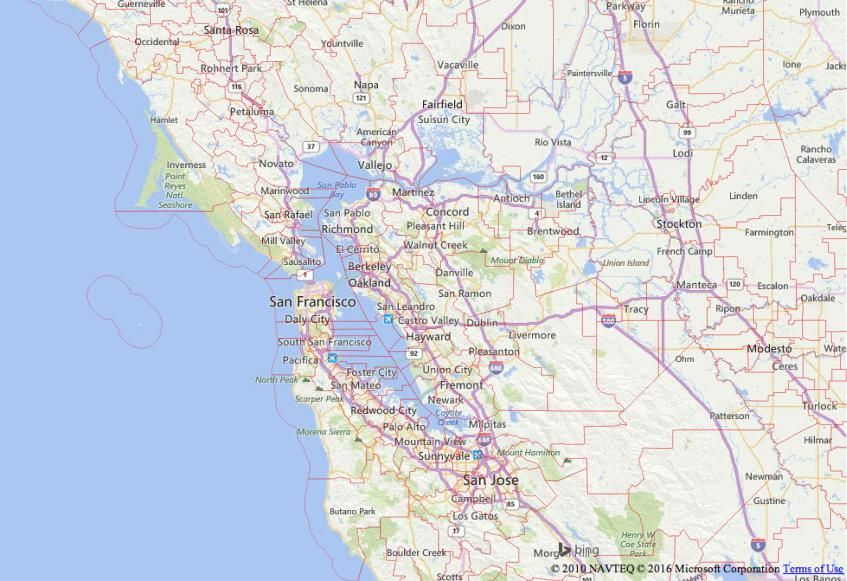 Guerneville
101
St Helena
Parkway
Rancho
Murieta
Plymouth
Santa Rosa
Dixon
Florin
Occidental
Yountville
Rohnert Park
Vacaville
Paintersville
5
Ione
Jacks
116
Sonoma
Napa
121
Fairfield
Galt
Petaluma
Suisun City
Hamlet
American
Canyon
99
37
Rio Vista
Lodi
Rancho
Calaveras
Inverness
Novato
Vallejo
12
Point
Reyes
Natl
Seashore
Marinwood
San Pablo
Bay
80
Martinez
160
Antioch
Bethel
Island
Lincoln Village
Linden
San Rafael
San Pablo
Concord
4
Richmond
Pleasant Hill
Brentwood
Stockton
Farmington
Teleg
Mill Valley
El Cerrito
Walnut Creek
French Camp
Sausalito
Berkeley
Mount Diablo
Union Island
1
Oakland
Danville
Manteca
120
Escalon
San Francisco
San Ramon
Oakdale
Daly City
San Leandro
Tracy
Ripon
Castro Valley
Dublin
580
South San Francisco
Hayward
Livermore
Modesto
Wate
Pacifica
92
Pleasanton
Ohm
Ceres
North Peak
Foster City
Union City
680
San Mateo
Fremont
Scarper Peak
Newark
Turlock
Redwood City
Coyote
Creek
Patterson
Morena Sierra
Palo Alto
Milpitas
Hilmar
Mountain View
680
Sunnyvale
Mount Hamilton
San Jose
Newman
Campbell
85
Gustine
Butano Park
Los Gatos
17
Henry W
Coe State
Park
Boulder Creek
Morg
bing
5
© 2010 NAVTEQ © 2016 Microsoft Corporation Terms of Use
Scotts
Los Banos